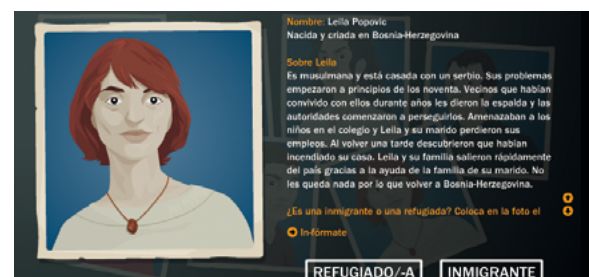 Nombre: Leila Popovic
Nacida y criada en Bosnia-Herzegovina
Sobre Leila
Es musulmana y está casada con un serbio. Sus problemas
empezaron a principios de los noventa. Vecinos que habían
convivido con ellos durante años les dieron la espalda y las
autoridades comenzaron a perseguirlos. Amenazaban a los
niños en el colegio y Leila y su marido perdieron sus
empleos. Al volver una tarde descubrieron que habían
incendiado su casa. Leila y su familia salieron rápidamente
del país gracias a la ayuda de la familia de su marido. No
les queda nada por lo que volver a Bosnia-Herzegovina.
¿Es una inmigrante o una refugiada? Coloca en la foto el
In-fórmate
REFUGIADO/-A
INMIGRANTE